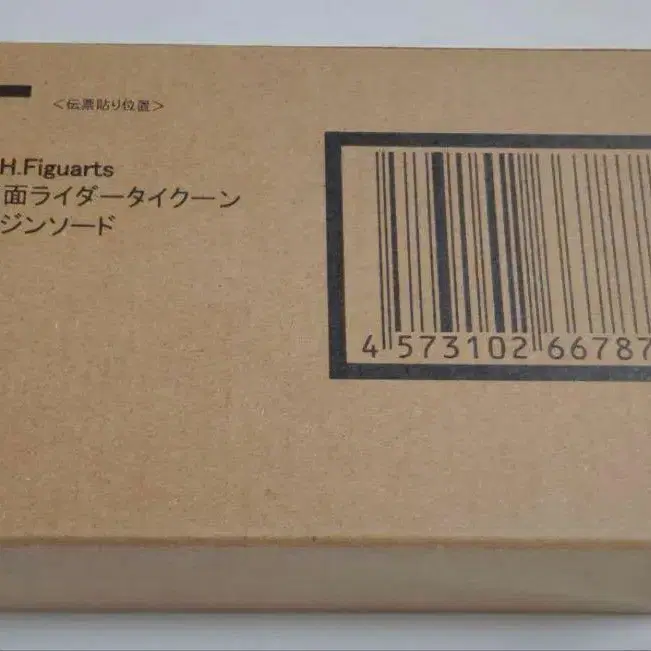 <伝票貼り位置>
H.Figuarts
面ライダータイクーン
ジンソード
4 573102 66787